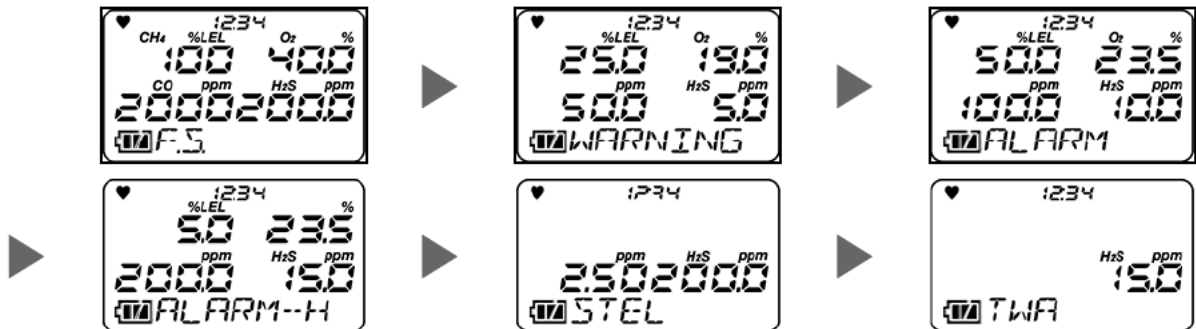 12:34
CH₄ %LEL O₂ %
100 40.0
CO ppm H₂S ppm
2000 200.0
F.S.
12:34
%LEL O₂ %
25.0 19.0
ppm H₂S ppm
50.0 5.0
WARNING
12:34
%LEL O₂ %
50.0 23.5
ppm H₂S ppm
100.0 10.0
ALARM
12:34
%LEL %
5.0 23.5
ppm H₂S ppm
200.0 15.0
ALARM--H
ppm H₂S ppm
2.50 200.0
STEL
12:34
H₂S ppm
15.0
TWA